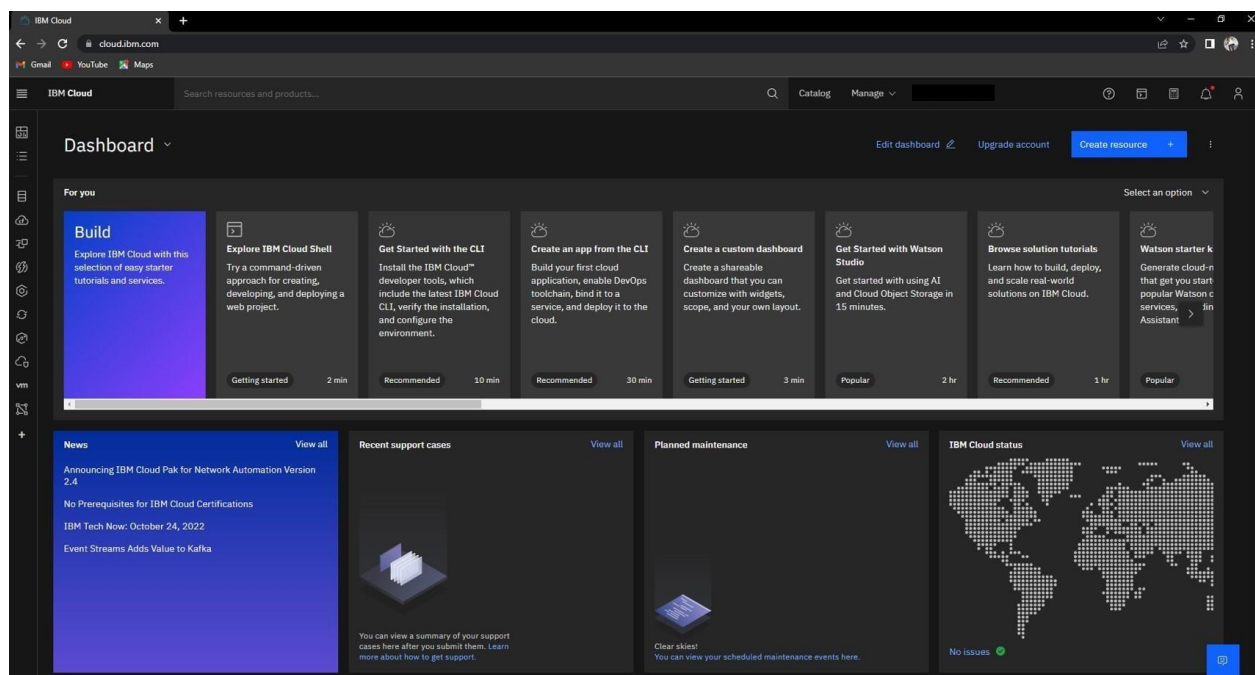 IBM Cloud
cloud.ibm.com
Gmail YouTube Maps
IBM Cloud Search resources and products... Catalog Manage
Dashboard Edit dashboard Upgrade account Create resource +
For you Select an option
Build
Explore IBM Cloud with this
selection of easy starter
tutorials and services.
Explore IBM Cloud Shell
Try a command-driven
approach for creating,
developing, and deploying a
web project.
Getting started 2 min
Get Started with the CLI
Install the IBM Cloud™
developer tools, which
include the latest IBM Cloud
CLI, verify the installation,
and configure the
environment.
Recommended 10 min
Create an app from the CLI
Build your first cloud
application, enable DevOps
toolchain, bind it to a
service, and deploy it to the
cloud.
Recommended 30 min
Create a custom dashboard
Create a shareable
dashboard that you can
customize with widgets,
scope, and your own layout.
Getting started 3 min
Get Started with Watson
Studio
Get started with using AI
and Cloud Object Storage in
15 minutes.
Popular 2 hr
Browse solution tutorials
Learn how to build, deploy,
and scale real-world
solutions on IBM Cloud.
Recommended 1 hr
Watson starter k
Generate cloud-n
that get you start
popular Watson c
services,
Assistant
Popular
vm
News View all
Announcing IBM Cloud Pak for Network Automation Version
2.4
No Prerequisites for IBM Cloud Certifications
IBM Tech Now: October 24, 2022
Event Streams Adds Value to Kafka
Recent support cases View all
You can view a summary of your support
cases here after you submit them. Learn
more about how to get support.
Planned maintenance View all
Clear skies!
You can view your scheduled maintenance events here.
IBM Cloud status View all
No issues